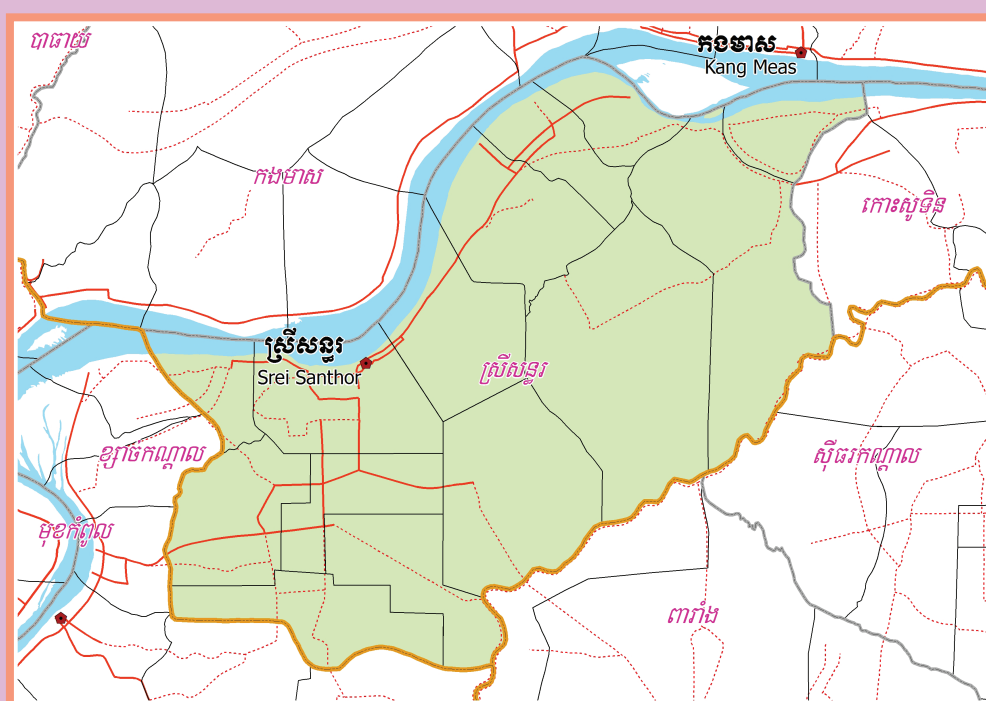 បាធាយ
កងមាស
Kang Meas
កងមាស
កោះសូទិន
ស្រីសន្ធរ
Srei Santhor
ស្រីសន្ធរ
ខ្សាច់កណ្ដាល
ស៊ីធរកណ្ដាល
មុខកំពូល
ពារាំង